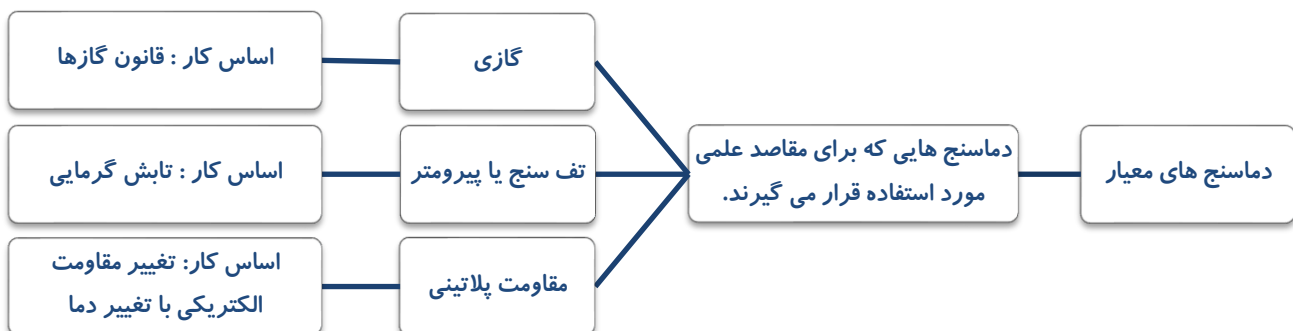 دماسنج های معیار
دماسنج هایی که برای مقاصد علمی
مورد استفاده قرار می گیرند.
گازی
اساس کار : قانون گازها
تف سنج یا پیرومتر
اساس کار : تابش گرمایی
مقاومت پلاتینی
اساس کار: تغییر مقاومت
الکتریکی با تغییر دما